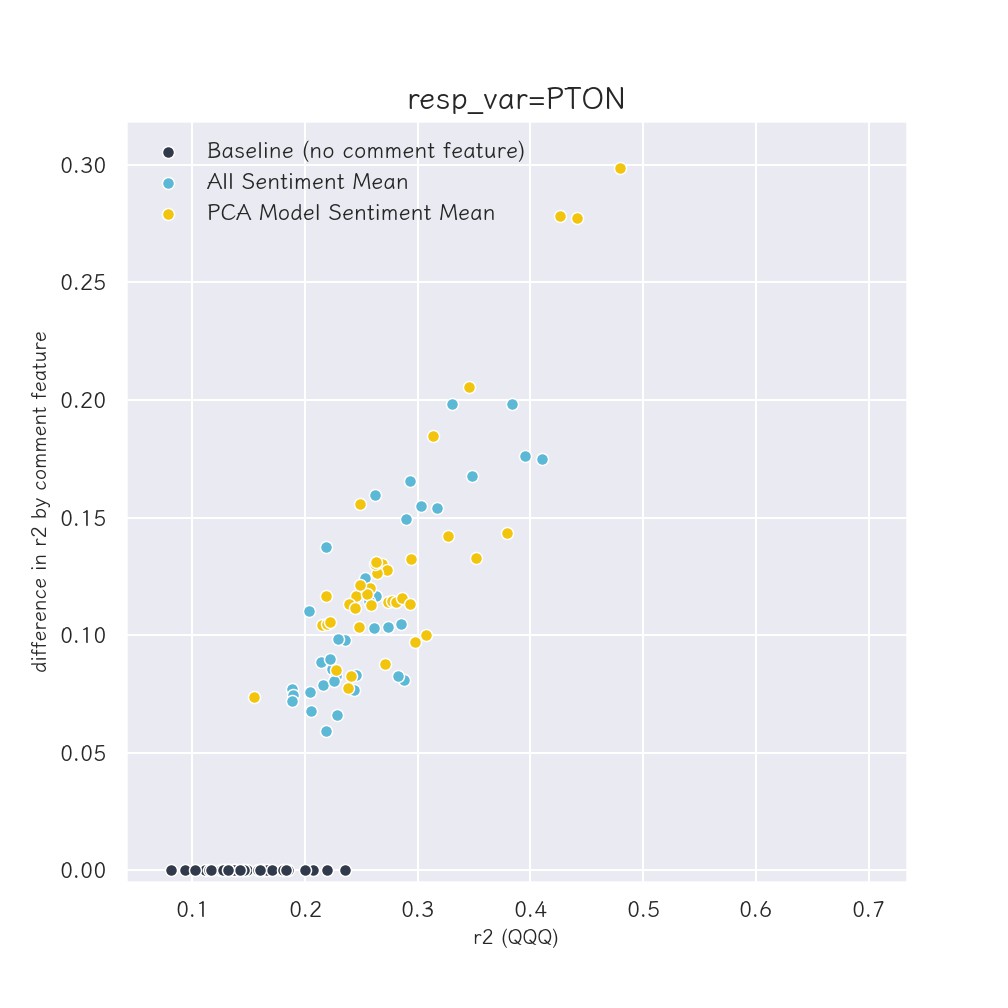 resp_var=PTON
Baseline (no comment feature)
All Sentiment Mean
PCA Model Sentiment Mean
difference in r2 by comment feature
0.30
0.25
0.20
0.15
0.10
0.05
0.00
0.1 0.2 0.3 0.4 0.5 0.6 0.7
r2 (QQQ)